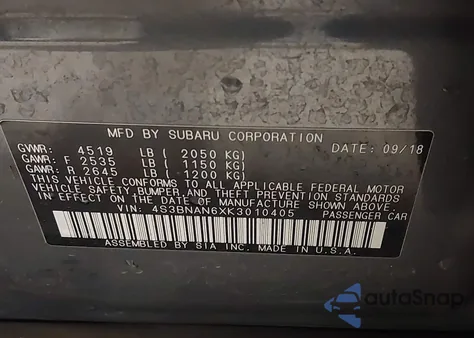 MFD BY SUBARU CORPORATION DATE: 09/18
GVWR: 4519 LB ( 2050 KG)
GAWR: F 2535 LB ( 1150 KG)
GAWR: R 2645 LB ( 1200 KG)
THIS VEHICLE CONFORMS TO ALL APPLICABLE FEDERAL MOTOR
VEHICLE SAFETY, BUMPER, AND THEFT PREVENTION STANDARDS
IN EFFECT ON THE DATE OF MANUFACTURE SHOWN ABOVE.
VIN: 4S3BNAN6XK3010405 PASSENGER CAR
ASSEMBLED BY SIA INC. IN U.S.A.
autoSnap